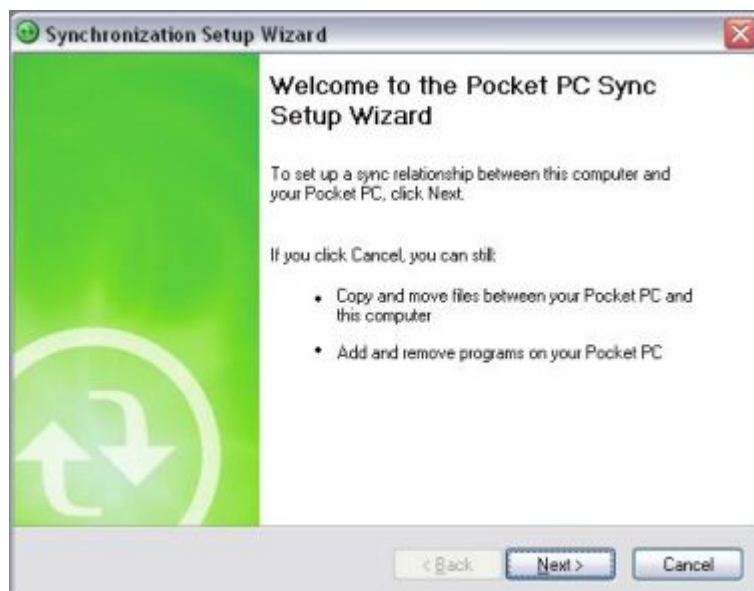 Synchronization Setup Wizard
Welcome to the Pocket PC Sync
Setup Wizard
To set up a sync relationship between this computer and
your Pocket PC, click Next.
If you click Cancel, you can still:
• Copy and move files between your Pocket PC and
this computer
• Add and remove programs on your Pocket PC
< Back Next > Cancel